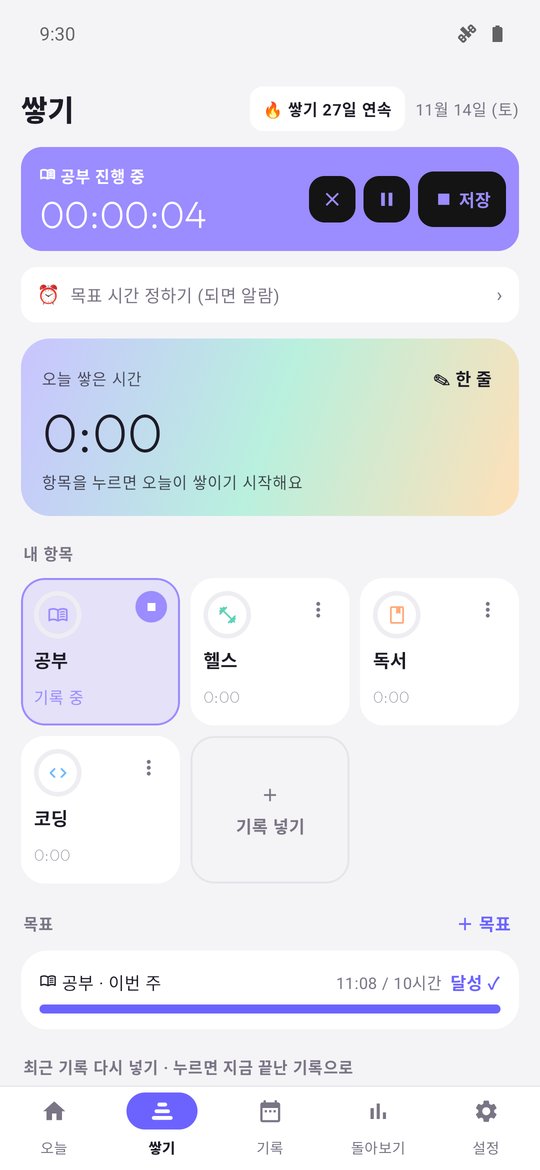 9:30
쌓기
🔥 쌓기 27일 연속
11월 14일 (토)
공부 진행 중
00:00:04
저장
⏰ 목표 시간 정하기 (되면 알람)
오늘 쌓은 시간
✎ 한 줄
0:00
항목을 누르면 오늘이 쌓이기 시작해요
내 항목
공부
기록 중
헬스
0:00
독서
0:00
코딩
0:00
+
기록 넣기
목표
+ 목표
공부 · 이번 주
11:08 / 10시간 달성 ✓
최근 기록 다시 넣기 · 누르면 지금 끝난 기록으로
오늘
쌓기
기록
돌아보기
설정